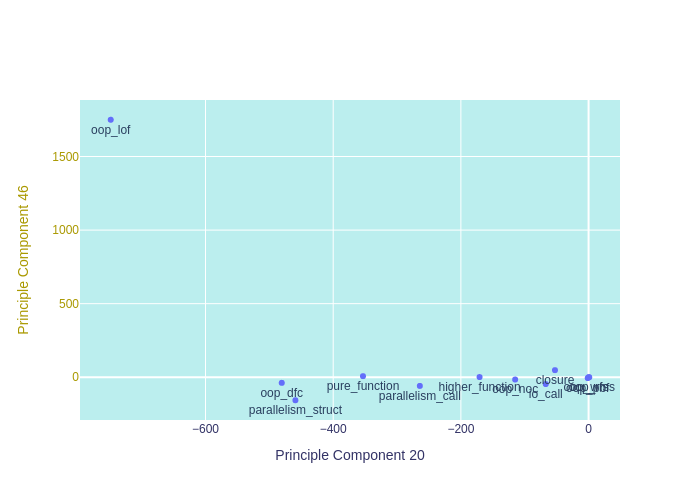 oop_lof
1500
1000
500
0
Principle Component 46
closure
pure_function
higher_function
oop_noc
oop_dfc
parallelism_call
io_call
parallelism_struct
−600
−400
−200
0
Principle Component 20